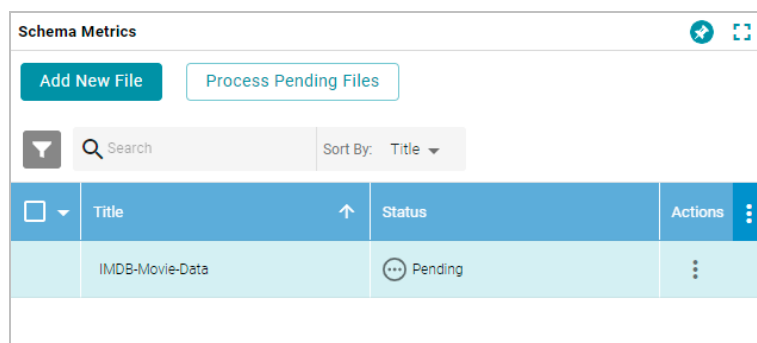 Schema Metrics
Add New File
Process Pending Files
Search
Sort By: Title
Title
Status
Actions
IMDB-Movie-Data
Pending